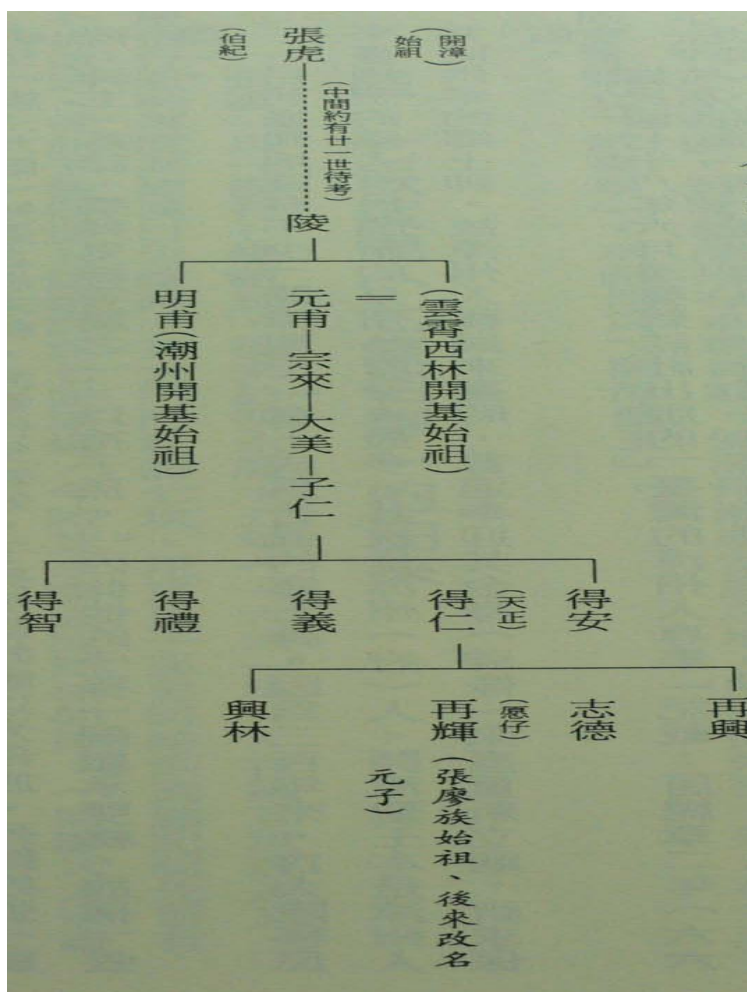 (開漳始祖)
張虎
(伯紀)
(中間約有廿一世待考)
陵
(雲霄西林開基始祖)
元甫—宗來—大美—子仁
明甫(潮州開基始祖)
得安
(天正)
得仁
得義
得禮
得智
再興
志德
(愿仔)
再輝(張廖族始祖、後來改名元子)
興林